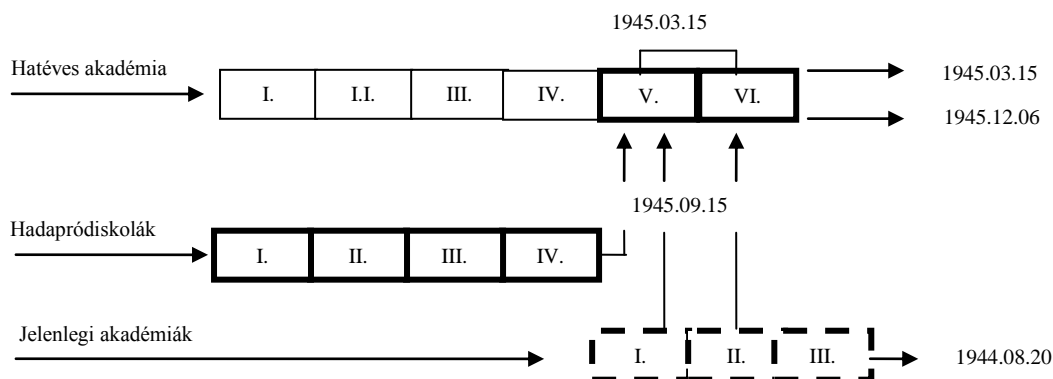 1945.03.15
Hatéves akadémia
I. I.I. III. IV. V. VI.
1945.03.15
1945.12.06
1945.09.15
Hadapródiskolák
I. II. III. IV.
Jelenlegi akadémiák
I. II. III.
1944.08.20